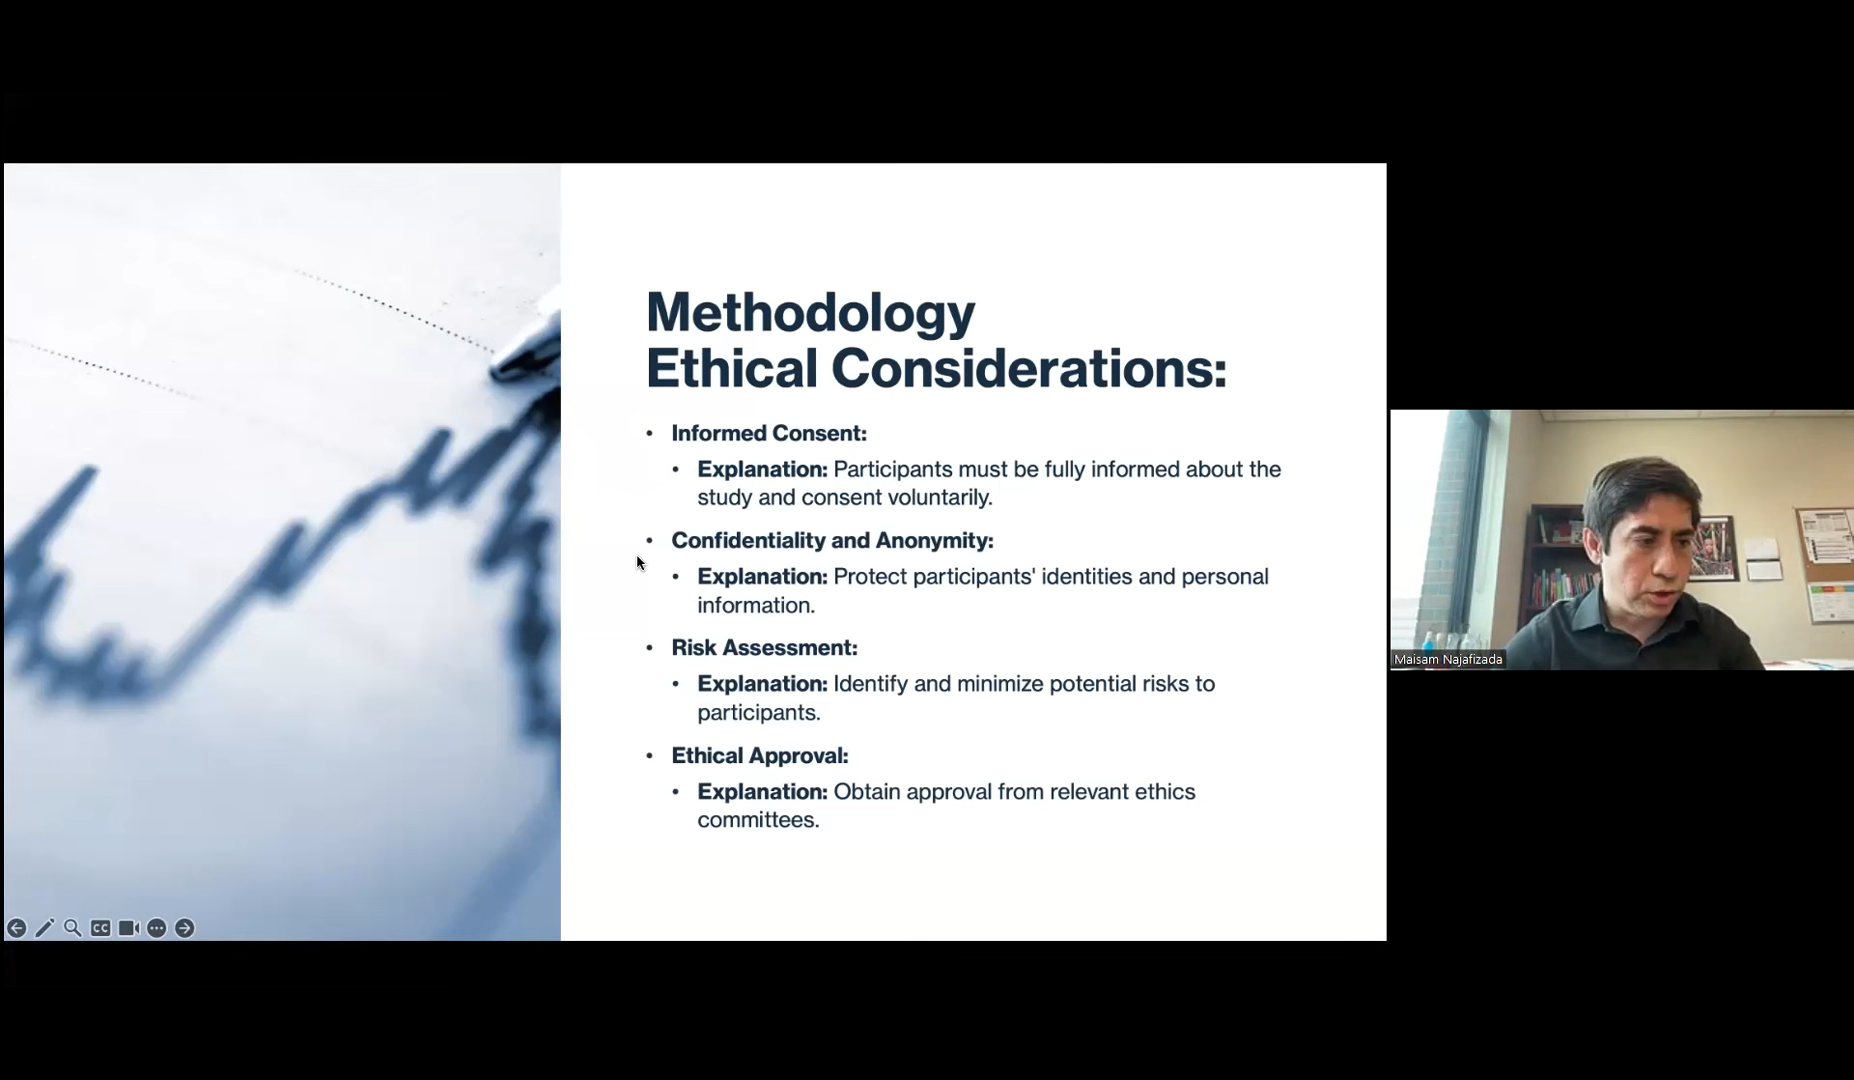 Methodology
Ethical Considerations:
• Informed Consent:
• Explanation: Participants must be fully informed about the
study and consent voluntarily.
• Confidentiality and Anonymity:
• Explanation: Protect participants' identities and personal
information.
• Risk Assessment:
• Explanation: Identify and minimize potential risks to
participants.
• Ethical Approval:
• Explanation: Obtain approval from relevant ethics
committees.
CC
Maisam Najafizada